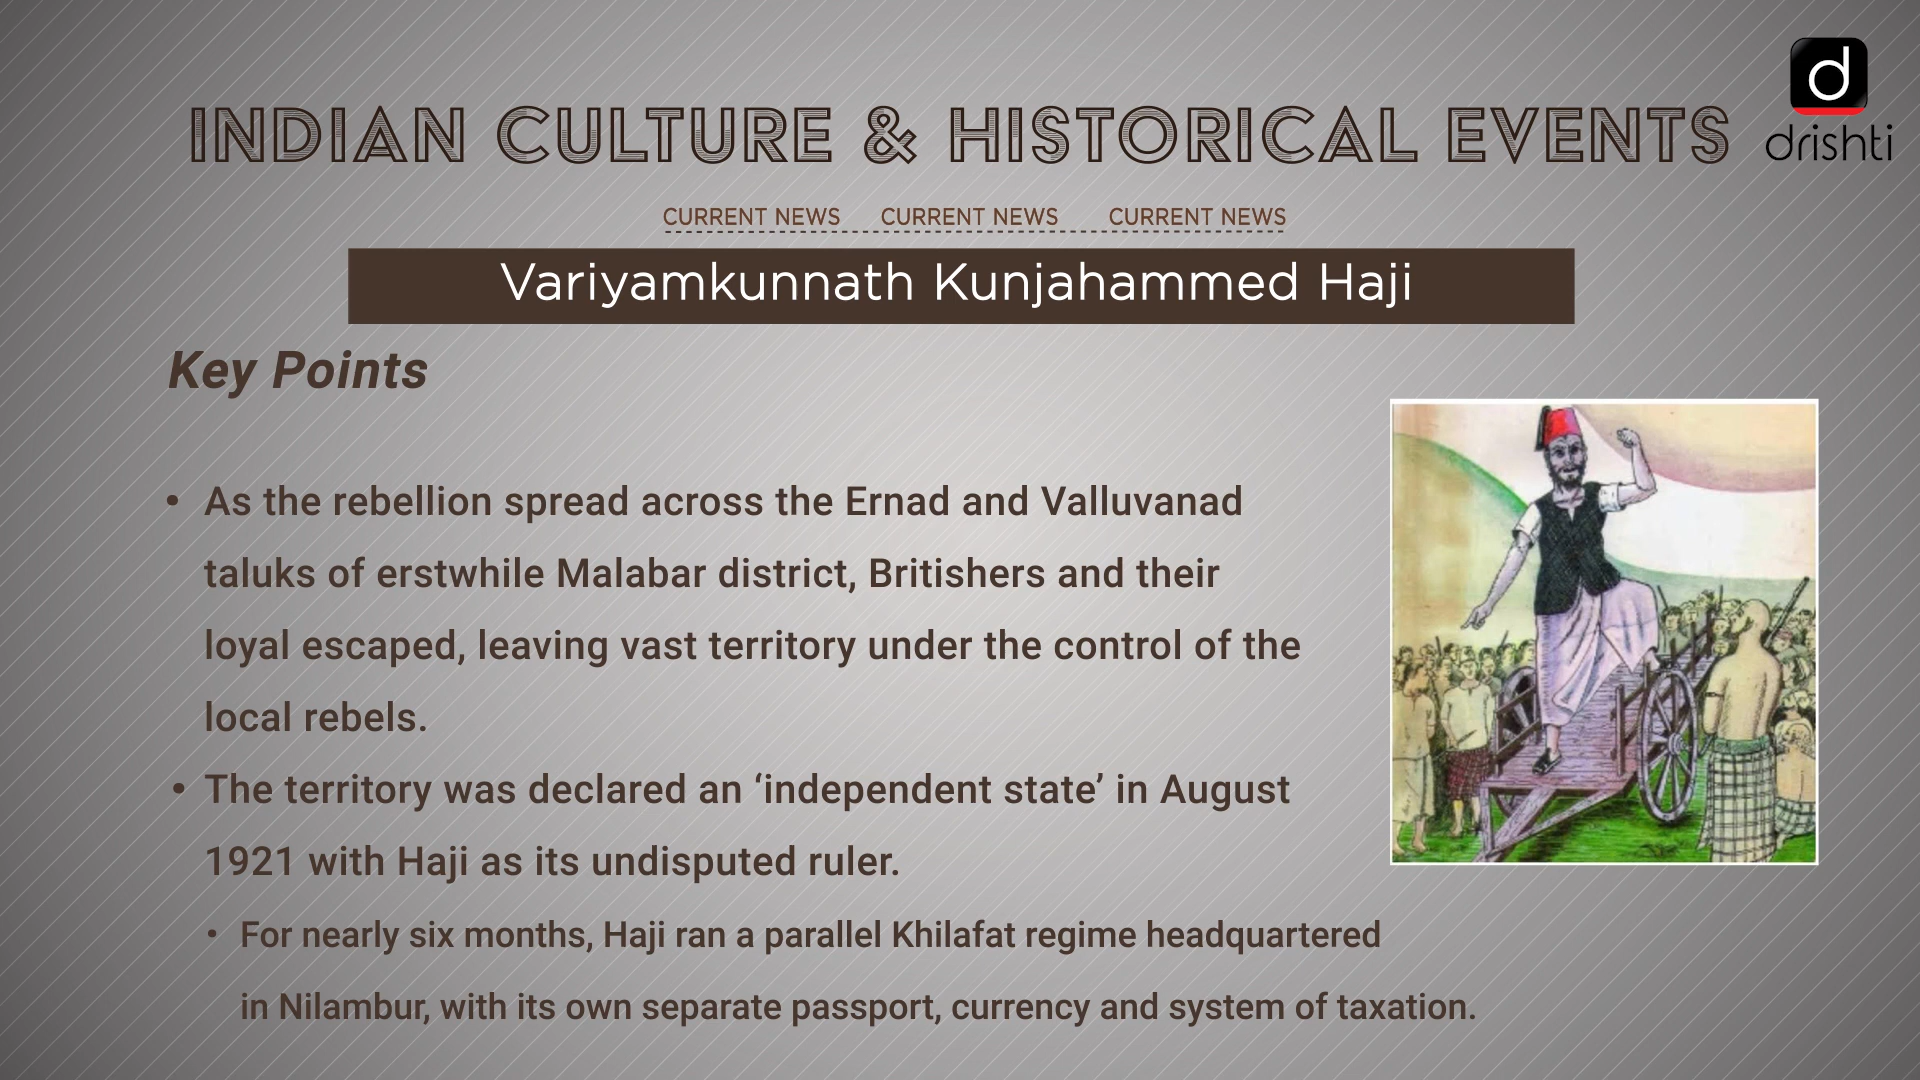 INDIAN CULTURE & HISTORICAL EVENTS
d
drishti
CURRENT NEWS CURRENT NEWS CURRENT NEWS
Variyamkunnath Kunjahammed Haji
Key Points
• As the rebellion spread across the Ernad and Valluvanad
taluks of erstwhile Malabar district, Britishers and their
loyal escaped, leaving vast territory under the control of the
local rebels.
• The territory was declared an ‘independent state’ in August
1921 with Haji as its undisputed ruler.
• For nearly six months, Haji ran a parallel Khilafat regime headquartered
in Nilambur, with its own separate passport, currency and system of taxation.